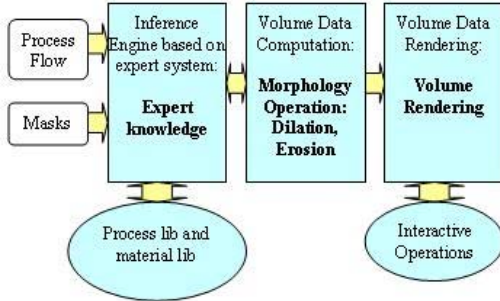 Process
Flow
Masks
Inference
Engine based on
expert system:
Expert
knowledge
Volume Data
Computation:
Morphology
Operation:
Dilation,
Erosion
Volume Data
Rendering:
Volume
Rendering
Process lib and
material lib
Interactive
Operations